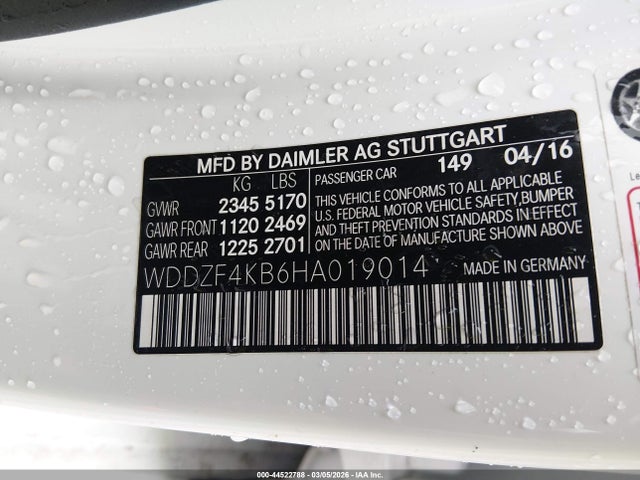 MFD BY DAIMLER AG STUTTGART
KG LBS
GVWR 2345 5170
GAWR FRONT 1120 2469
GAWR REAR 1225 2701
PASSENGER CAR 149 04/16
THIS VEHICLE CONFORMS TO ALL APPLICABLE
U.S. FEDERAL MOTOR VEHICLE SAFETY,BUMPER
AND THEFT PREVENTION STANDARDS IN EFFECT
ON THE DATE OF MANUFACTURE SHOWN ABOVE
WDDZF4KB6HA019014 MADE IN GERMANY
000-44522788 - 03/05/2026 - IAA Inc.